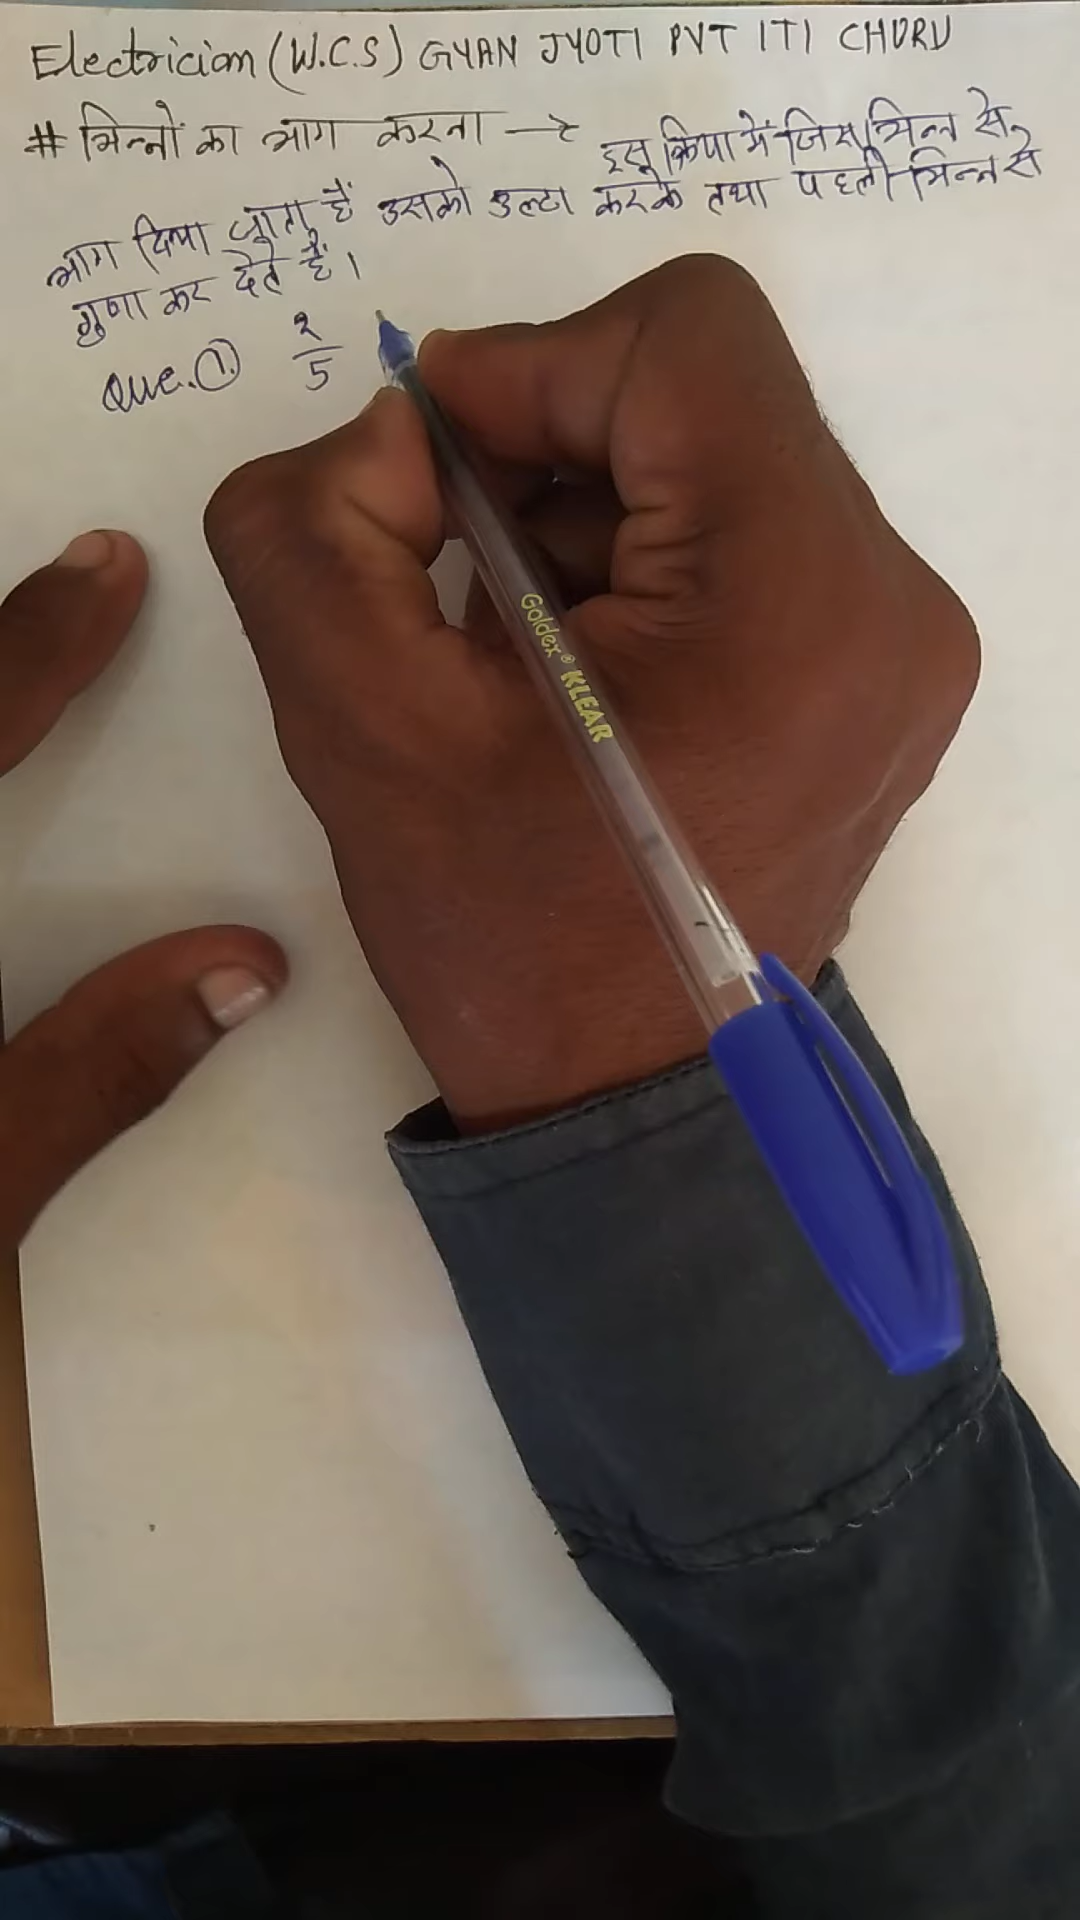 Electrician (W.C.S) GYAN JYOTI PVT ITI CHURU
# भिन्नों का भाग करना → इस क्रिया में जिस भिन्न से
भाग दिया जाता हैं उसको उल्टा करके तथा पहली भिन्न से
गुणा कर देते हैं।
Que. ①. 2/5
Goldex® KLEAR